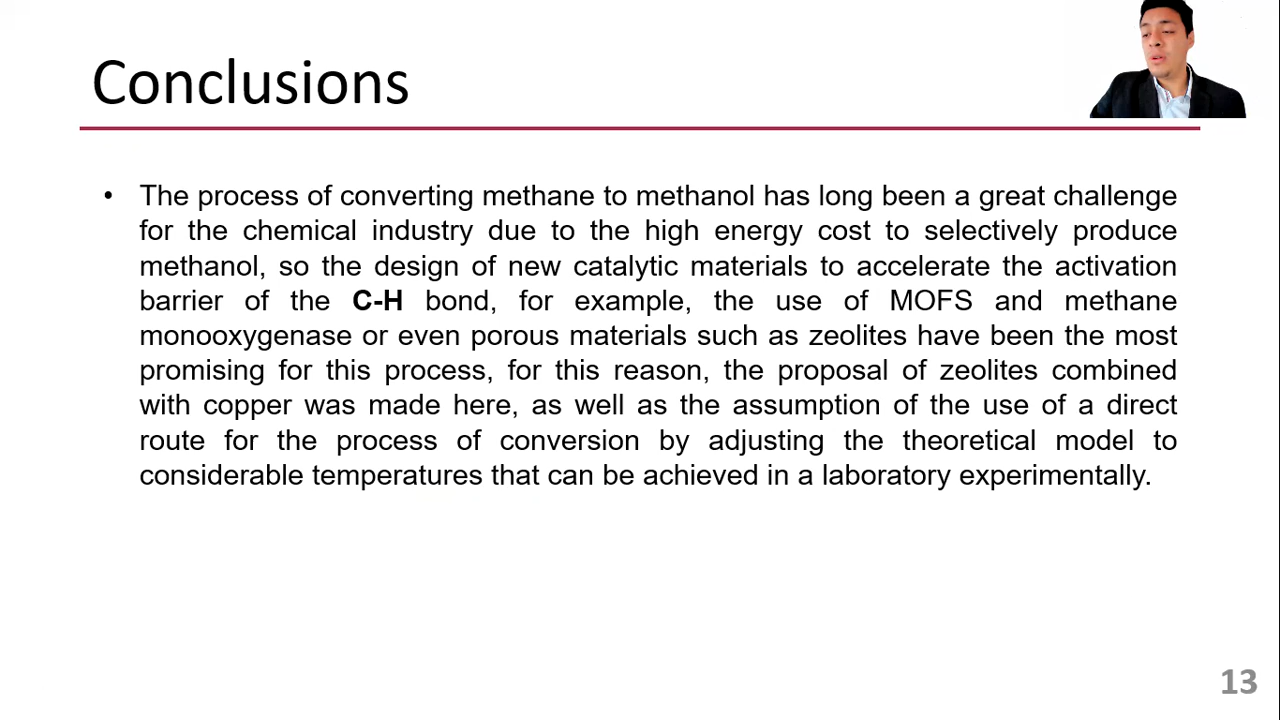 Conclusions
• The process of converting methane to methanol has long been a great challenge
for the chemical industry due to the high energy cost to selectively produce
methanol, so the design of new catalytic materials to accelerate the activation
barrier of the C-H bond, for example, the use of MOFS and methane
monooxygenase or even porous materials such as zeolites have been the most
promising for this process, for this reason, the proposal of zeolites combined
with copper was made here, as well as the assumption of the use of a direct
route for the process of conversion by adjusting the theoretical model to
considerable temperatures that can be achieved in a laboratory experimentally.
13